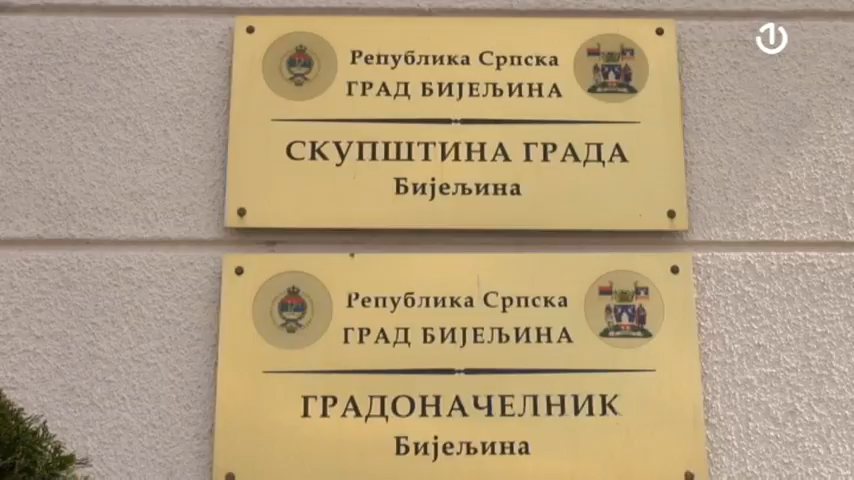 Република Српска
ГРАД БИЈЕЉИНА
СКУПШТИНА ГРАДА
Бијељина
Република Српска
ГРАД БИЈЕЉИНА
ГРАДОНАЧЕЛНИК
Бијељина